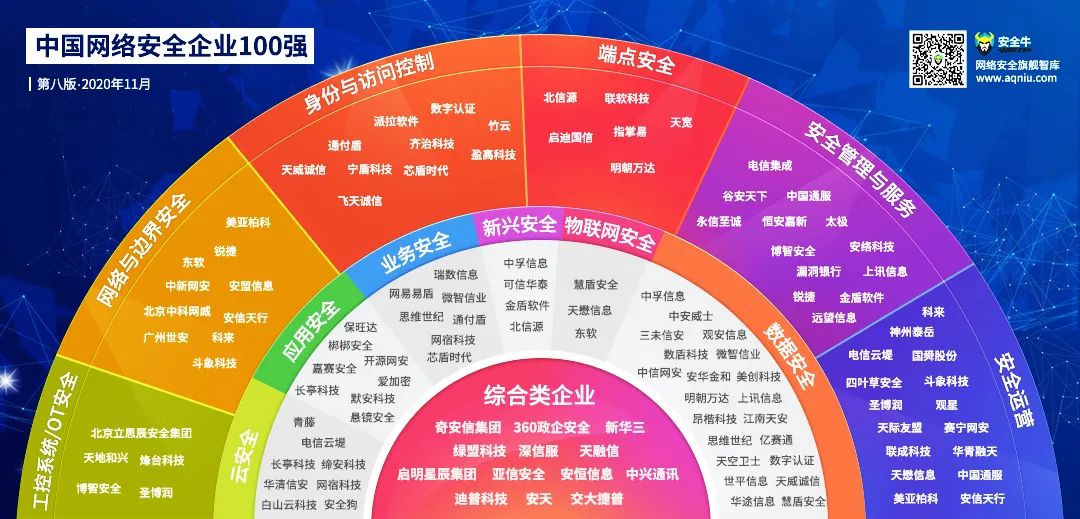 中国网络安全企业100强
第八版·2020年11月
安全牛
网络安全旗舰智库
www.aqniu.com
工控系统/OT安全
北京立思辰安全集团
天地和兴 烽台科技
博智安全 圣博润
网络与边界安全
美亚柏科
锐捷
东软
中新网安 安盟信息
北京中科网威 安信天行
广州世安 科来
斗象科技
身份与访问控制
数字认证
派拉软件 竹云
通付盾 齐治科技
盈高科技
天威诚信 宁盾科技 芯盾时代
飞天诚信
端点安全
北信源 联软科技
天宽
启迪国信 指掌易
明朝万达
安全管理与服务
电信集成
谷安天下 中国通服
永信至诚 恒安嘉新 太极
博智安全 安络科技
漏洞银行 上讯信息
锐捷 金盾软件
远望信息
安全运营
科来
神州泰岳
电信云堤 国舜股份
四叶草安全 斗象科技
圣博润 观星
天际友盟 赛宁网安
联成科技 华青融天
天懋信息 中国通服
美亚柏科 安信天行
云安全
青藤
电信云堤
长亭科技 缔安科技
华清信安 网宿科技
白山云科技 安全狗
应用安全
保旺达
梆梆安全
嘉赛安全 开源网安
长亭科技 爱加密
默安科技
悬镜安全
业务安全
瑞数信息
网易易盾 微智信业
思维世纪 通付盾
网宿科技
芯盾时代
新兴安全
中孚信息
可信华泰
金盾软件
北信源
物联网安全
慧盾安全
天懋信息
东软
数据安全
中孚信息
中安威士
三未信安 观安信息
数盾科技 微智信业
中信网安 安华金和 美创科技
明朝万达 上讯信息
昂楷科技 江南天安
思维世纪 亿赛通
天空卫士 数字认证
世平信息 天威诚信
华途信息 慧盾安全
综合类企业
奇安信集团 360政企安全 新华三
绿盟科技 深信服 天融信
启明星辰集团 亚信安全 安恒信息 中兴通讯
迪普科技 安天 交大捷普